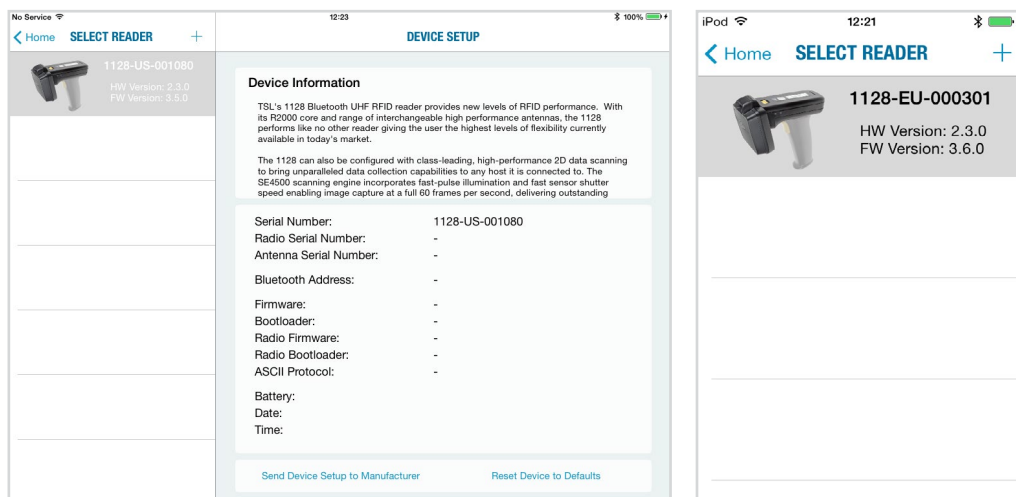 No Service 12:23 100%
Home SELECT READER + DEVICE SETUP
1128-US-001080
HW Version: 2.3.0
FW Version: 3.5.0
Device Information
TSL's 1128 Bluetooth UHF RFID reader provides new levels of RFID performance. With
its R2000 core and range of interchangeable high performance antennas, the 1128
performs like no other reader giving the user the highest levels of flexibility currently
available in today's market.
The 1128 can also be configured with class-leading, high-performance 2D data scanning
to bring unparalleled data collection capabilities to any host it is connected to. The
SE4500 scanning engine incorporates fast-pulse illumination and fast sensor shutter
speed enabling image capture at a full 60 frames per second, delivering outstanding
Serial Number: 1128-US-001080
Radio Serial Number: -
Antenna Serial Number: -
Bluetooth Address: -
Firmware: -
Bootloader: -
Radio Firmware: -
Radio Bootloader: -
ASCII Protocol: -
Battery:
Date:
Time:
Send Device Setup to Manufacturer Reset Device to Defaults
iPod 12:21
Home SELECT READER +
1128-EU-000301
HW Version: 2.3.0
FW Version: 3.6.0